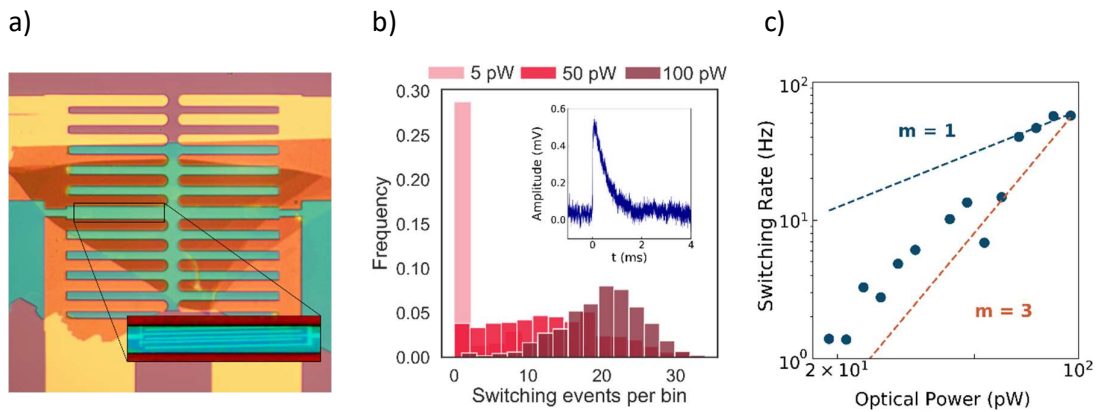 a)
b)
c)
5 pW 50 pW 100 pW
Frequency
0.30
0.25
0.20
0.15
0.10
0.05
0.00
0 10 20 30
Switching events per bin
Amplitude (mV)
0.6
0.4
0.2
0.0
0 2 4
t (ms)
Switching Rate (Hz)
10²
10¹
10⁰
m = 1
m = 3
2 × 10¹ 10²
Optical Power (pW)